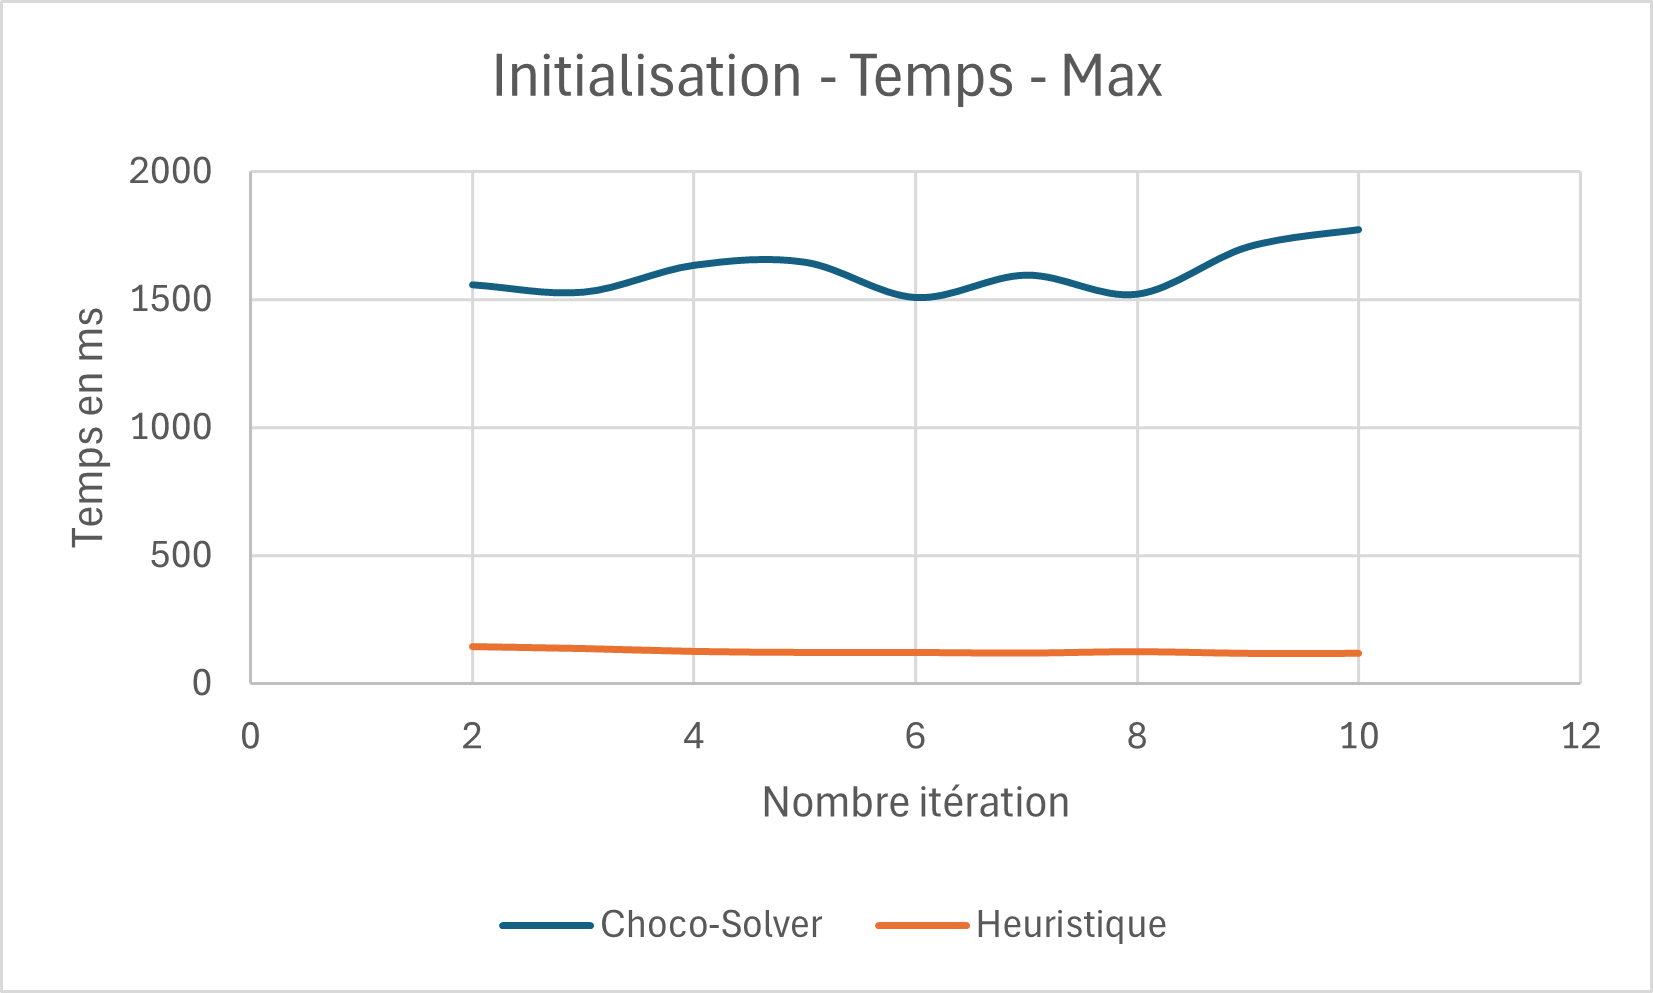 Initialisation - Temps - Max
2000
1500
1000
500
0
Temps en ms
0 2 4 6 8 10 12
Nombre itération
Choco-Solver Heuristique